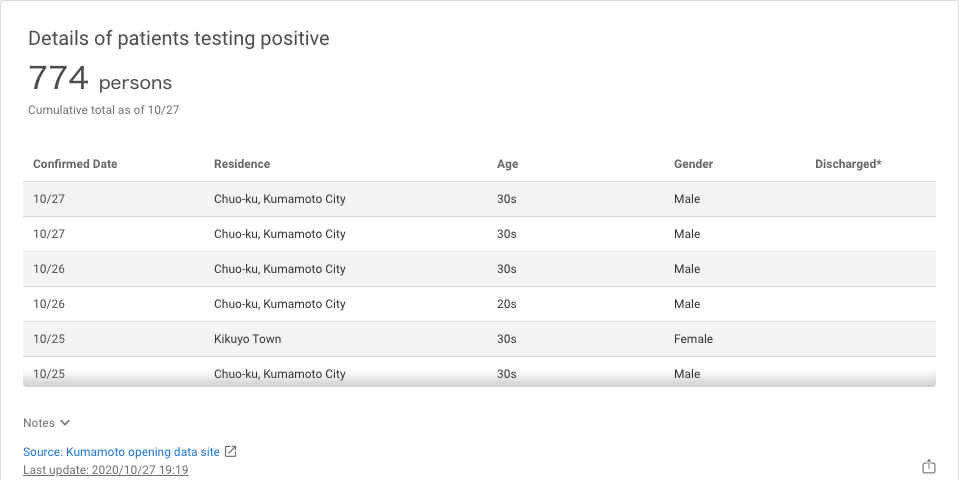 Details of patients testing positive
774 persons
Cumulative total as of 10/27
Confirmed Date Residence Age Gender Discharged*
10/27 Chuo-ku, Kumamoto City 30s Male
10/27 Chuo-ku, Kumamoto City 30s Male
10/26 Chuo-ku, Kumamoto City 30s Male
10/26 Chuo-ku, Kumamoto City 20s Male
10/25 Kikuyo Town 30s Female
10/25 Chuo-ku, Kumamoto City 30s Male
Notes
Source: Kumamoto opening data site
Last update: 2020/10/27 19:19